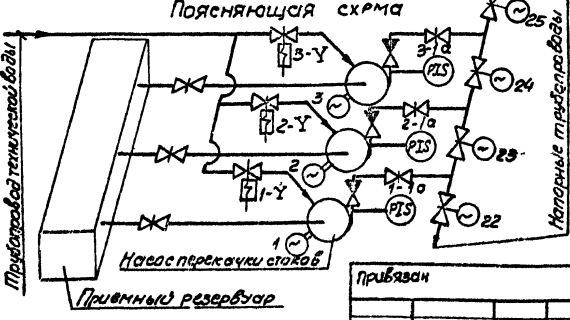 Поясняющая схема
Трубопровод технической воды
Напорные трубопроводы
25
3-У
3-1а
PIS
24
3
2-У
2-1а
PIS
23
2
1-У
1-1а
PIS
22
1
Насос перекачки стоков
Приемный резервуар
Привязан